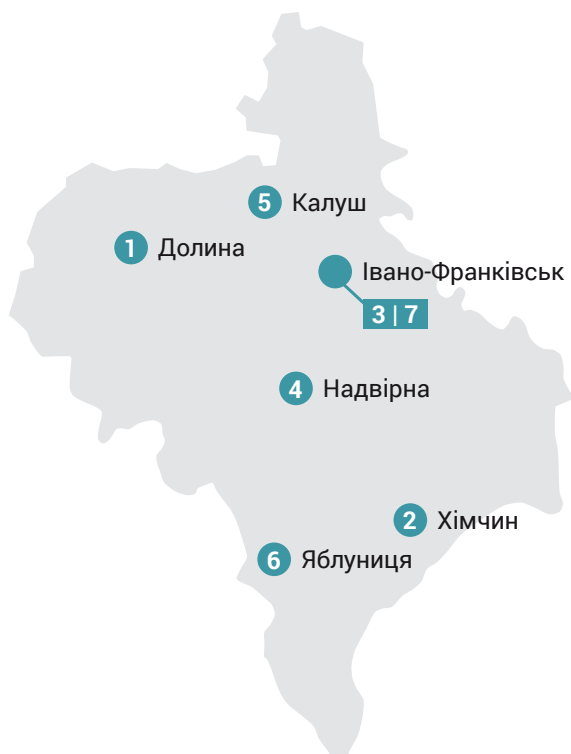 5 Калуш
1 Долина
Івано-Франківськ
3 | 7
4 Надвірна
2 Хімчин
6 Яблуниця